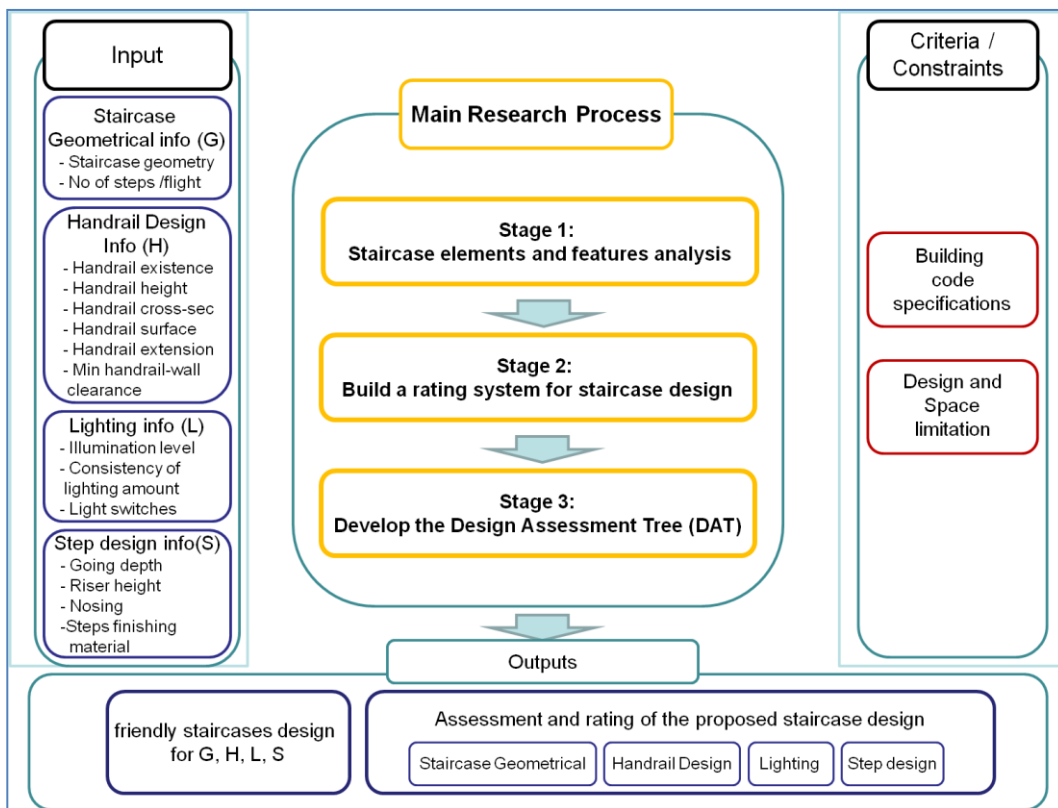 Input
Staircase
Geometrical info (G)
- Staircase geometry
- No of steps /flight
Handrail Design
Info (H)
- Handrail existence
- Handrail height
- Handrail cross-sec
- Handrail surface
- Handrail extension
- Min handrail-wall
clearance
Lighting info (L)
- Illumination level
- Consistency of
lighting amount
- Light switches
Step design info(S)
- Going depth
- Riser height
- Nosing
-Steps finishing
material
Main Research Process
Stage 1:
Staircase elements and features analysis
Stage 2:
Build a rating system for staircase design
Stage 3:
Develop the Design Assessment Tree (DAT)
Criteria /
Constraints
Building
code
specifications
Design and
Space
limitation
Outputs
friendly staircases design
for G, H, L, S
Assessment and rating of the proposed staircase design
Staircase Geometrical
Handrail Design
Lighting
Step design